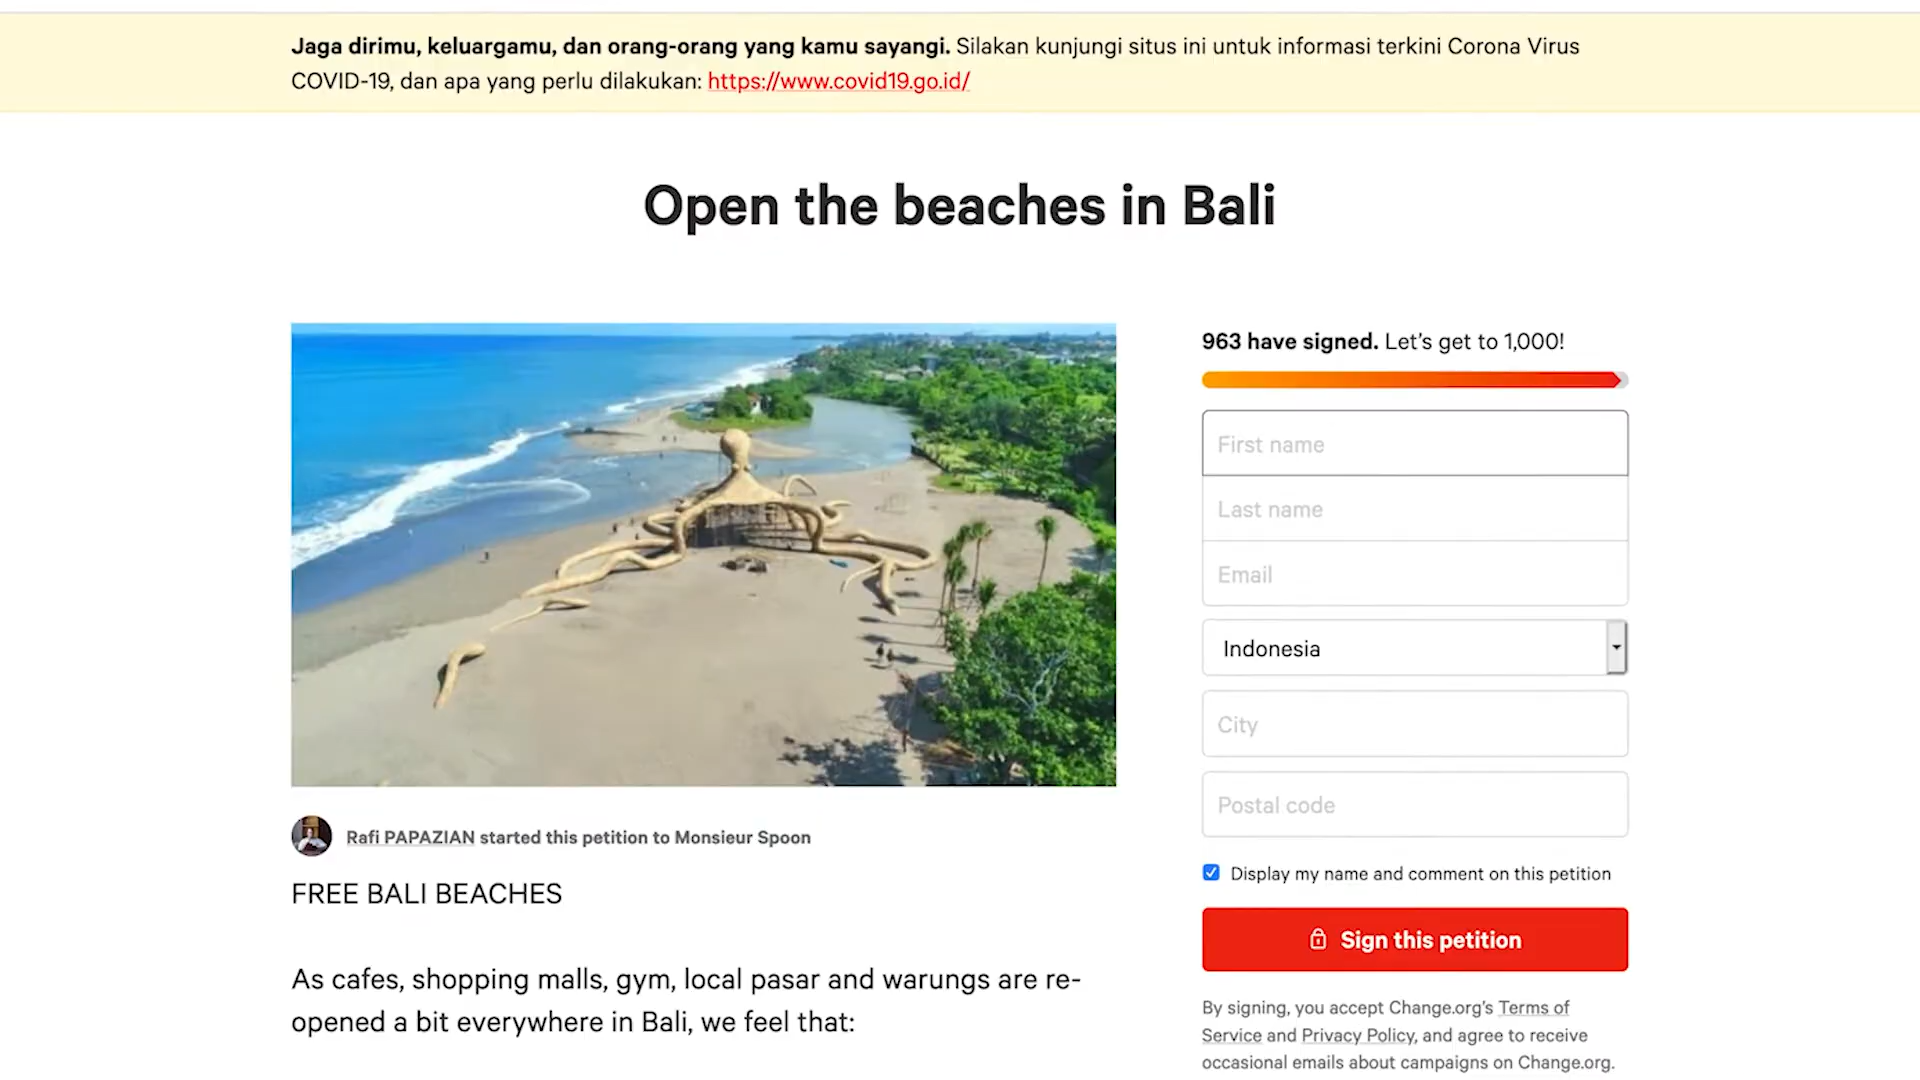 Jaga dirimu, keluargamu, dan orang-orang yang kamu sayangi. Silakan kunjungi situs ini untuk informasi terkini Corona Virus
COVID-19, dan apa yang perlu dilakukan: https://www.covid19.go.id/
Open the beaches in Bali
963 have signed. Let’s get to 1,000!
First name
Last name
Email
Indonesia
City
Postal code
Display my name and comment on this petition
Sign this petition
By signing, you accept Change.org’s Terms of
Service and Privacy Policy, and agree to receive
occasional emails about campaigns on Change.org.
Rafi PAPAZIAN started this petition to Monsieur Spoon
FREE BALI BEACHES
As cafes, shopping malls, gym, local pasar and warungs are re-
opened a bit everywhere in Bali, we feel that: